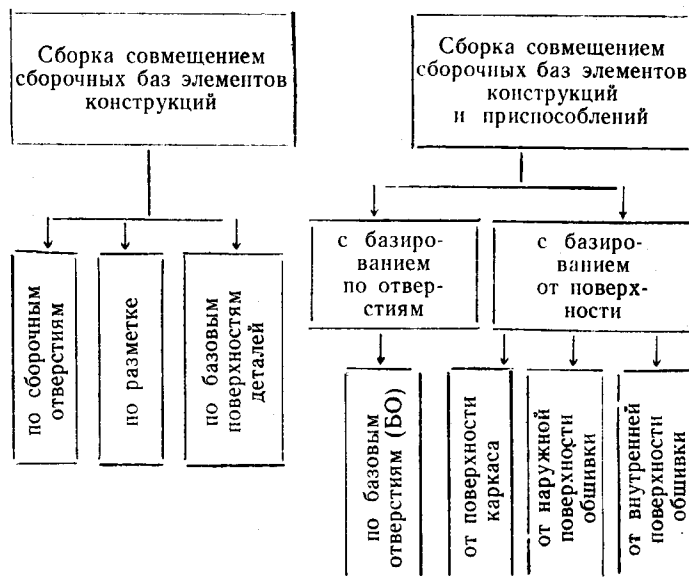 Сборка совмещением
сборочных баз элементов
конструкций
Сборка совмещением
сборочных баз элементов
конструкций
и приспособлений
по сборочным
отверстиям
по разметке
по базовым
поверхностям
деталей
с базиро-
ванием
по отвер-
стиям
с базир-
ованием
от поверх-
ности
по базовым
отверстиям (БО)
от поверхности
каркаса
от наружной
поверхности
обшивки
от внутренней
поверхности
обшивки